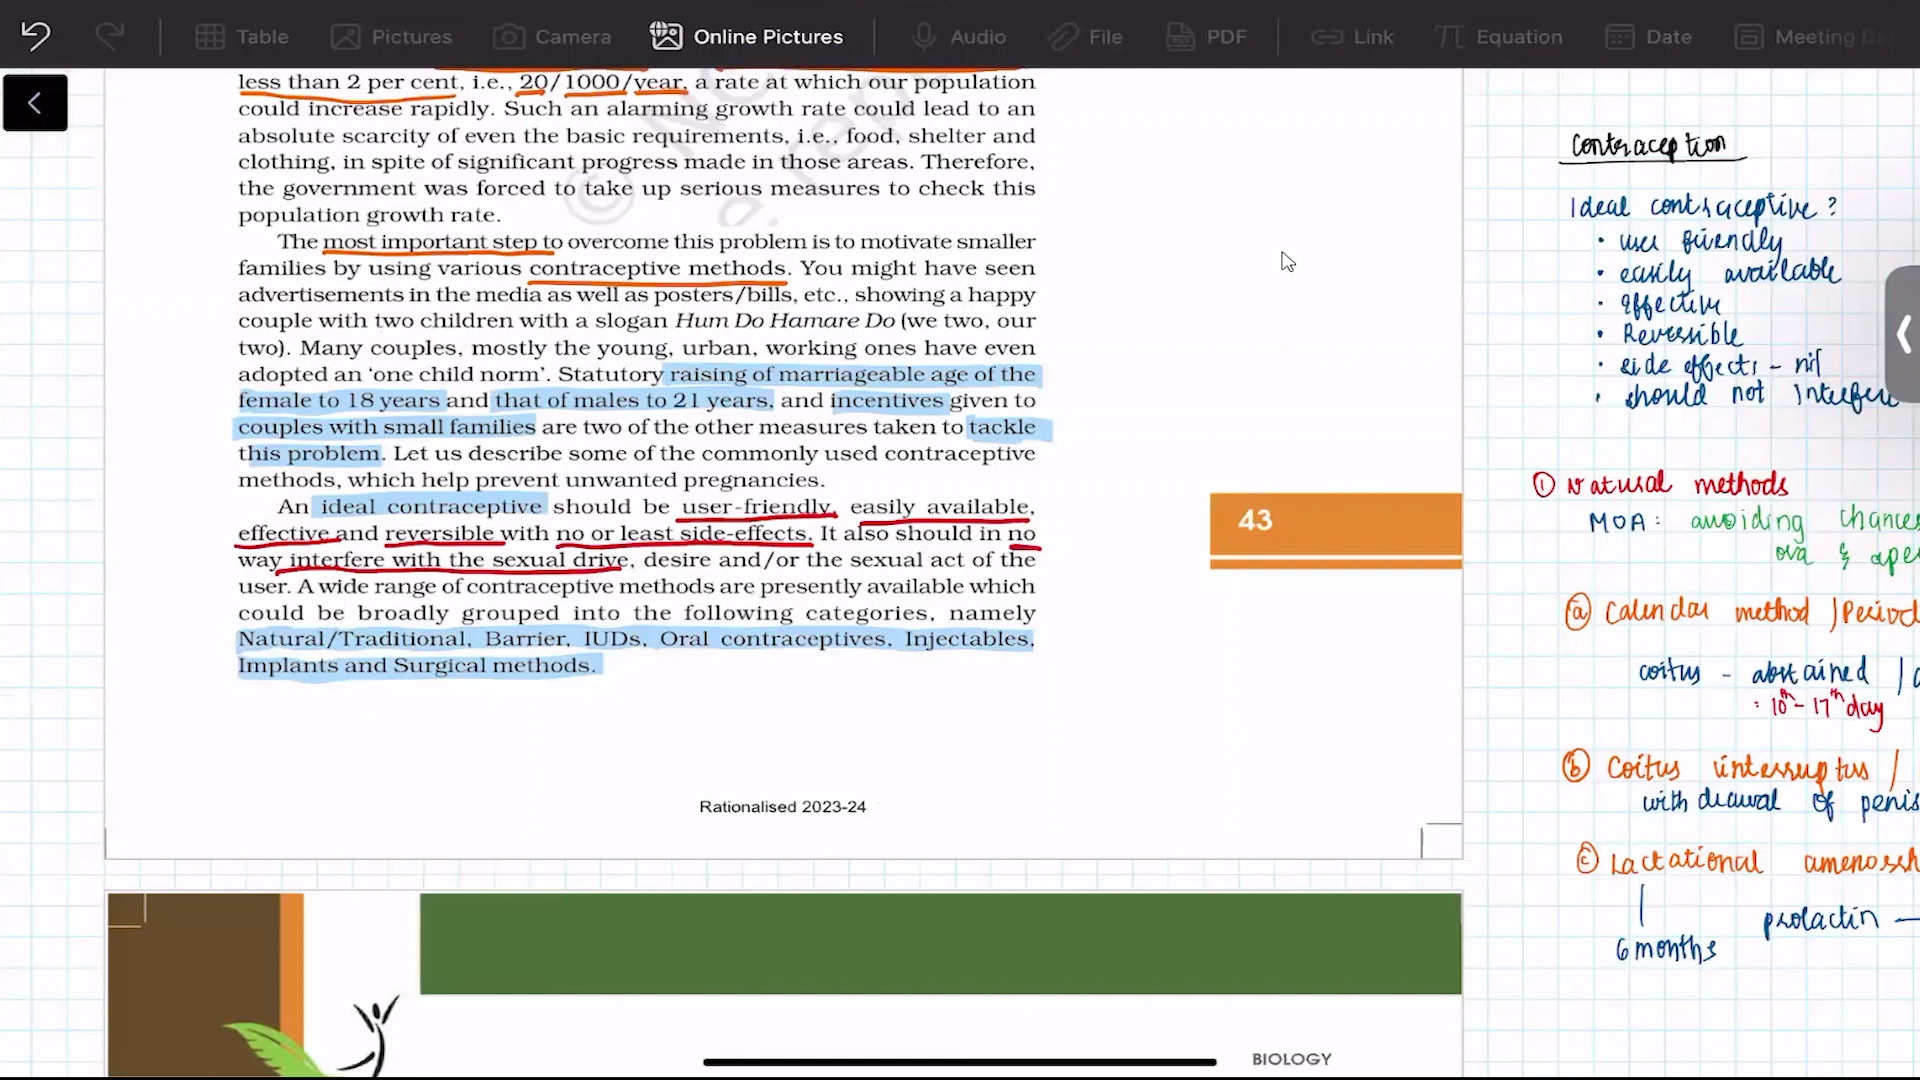 Table Pictures Camera Online Pictures Audio File PDF Link Equation Date Meeting
less than 2 per cent, i.e., 20/1000/year, a rate at which our population
could increase rapidly. Such an alarming growth rate could lead to an
absolute scarcity of even the basic requirements, i.e., food, shelter and
clothing, in spite of significant progress made in those areas. Therefore,
the government was forced to take up serious measures to check this
population growth rate.
The most important step to overcome this problem is to motivate smaller
families by using various contraceptive methods. You might have seen
advertisements in the media as well as posters/bills, etc., showing a happy
couple with two children with a slogan Hum Do Hamare Do (we two, our
two). Many couples, mostly the young, urban, working ones have even
adopted an ‘one child norm’. Statutory raising of marriageable age of the
female to 18 years and that of males to 21 years, and incentives given to
couples with small families are two of the other measures taken to tackle
this problem. Let us describe some of the commonly used contraceptive
methods, which help prevent unwanted pregnancies.
An ideal contraceptive should be user-friendly, easily available,
effective and reversible with no or least side-effects. It also should in no
way interfere with the sexual drive, desire and/or the sexual act of the
user. A wide range of contraceptive methods are presently available which
could be broadly grouped into the following categories, namely
Natural/Traditional, Barrier, IUDs, Oral contraceptives, Injectables,
Implants and Surgical methods.
43
Rationalised 2023-24
BIOLOGY
Contraception
Ideal contraceptive ?
• user friendly
• easily available
• Effective
• Reversible
• side effects - nil
• should not Interfere
① Natural methods
MOA : avoiding chances
ova & spe
ⓐ Calendar method / Period
coitus - abstained /
: 10th - 17th day
ⓑ Coitus interruptus /
withdrawal of penis
ⓒ Lactational amenorrh
prolactin —
6 months